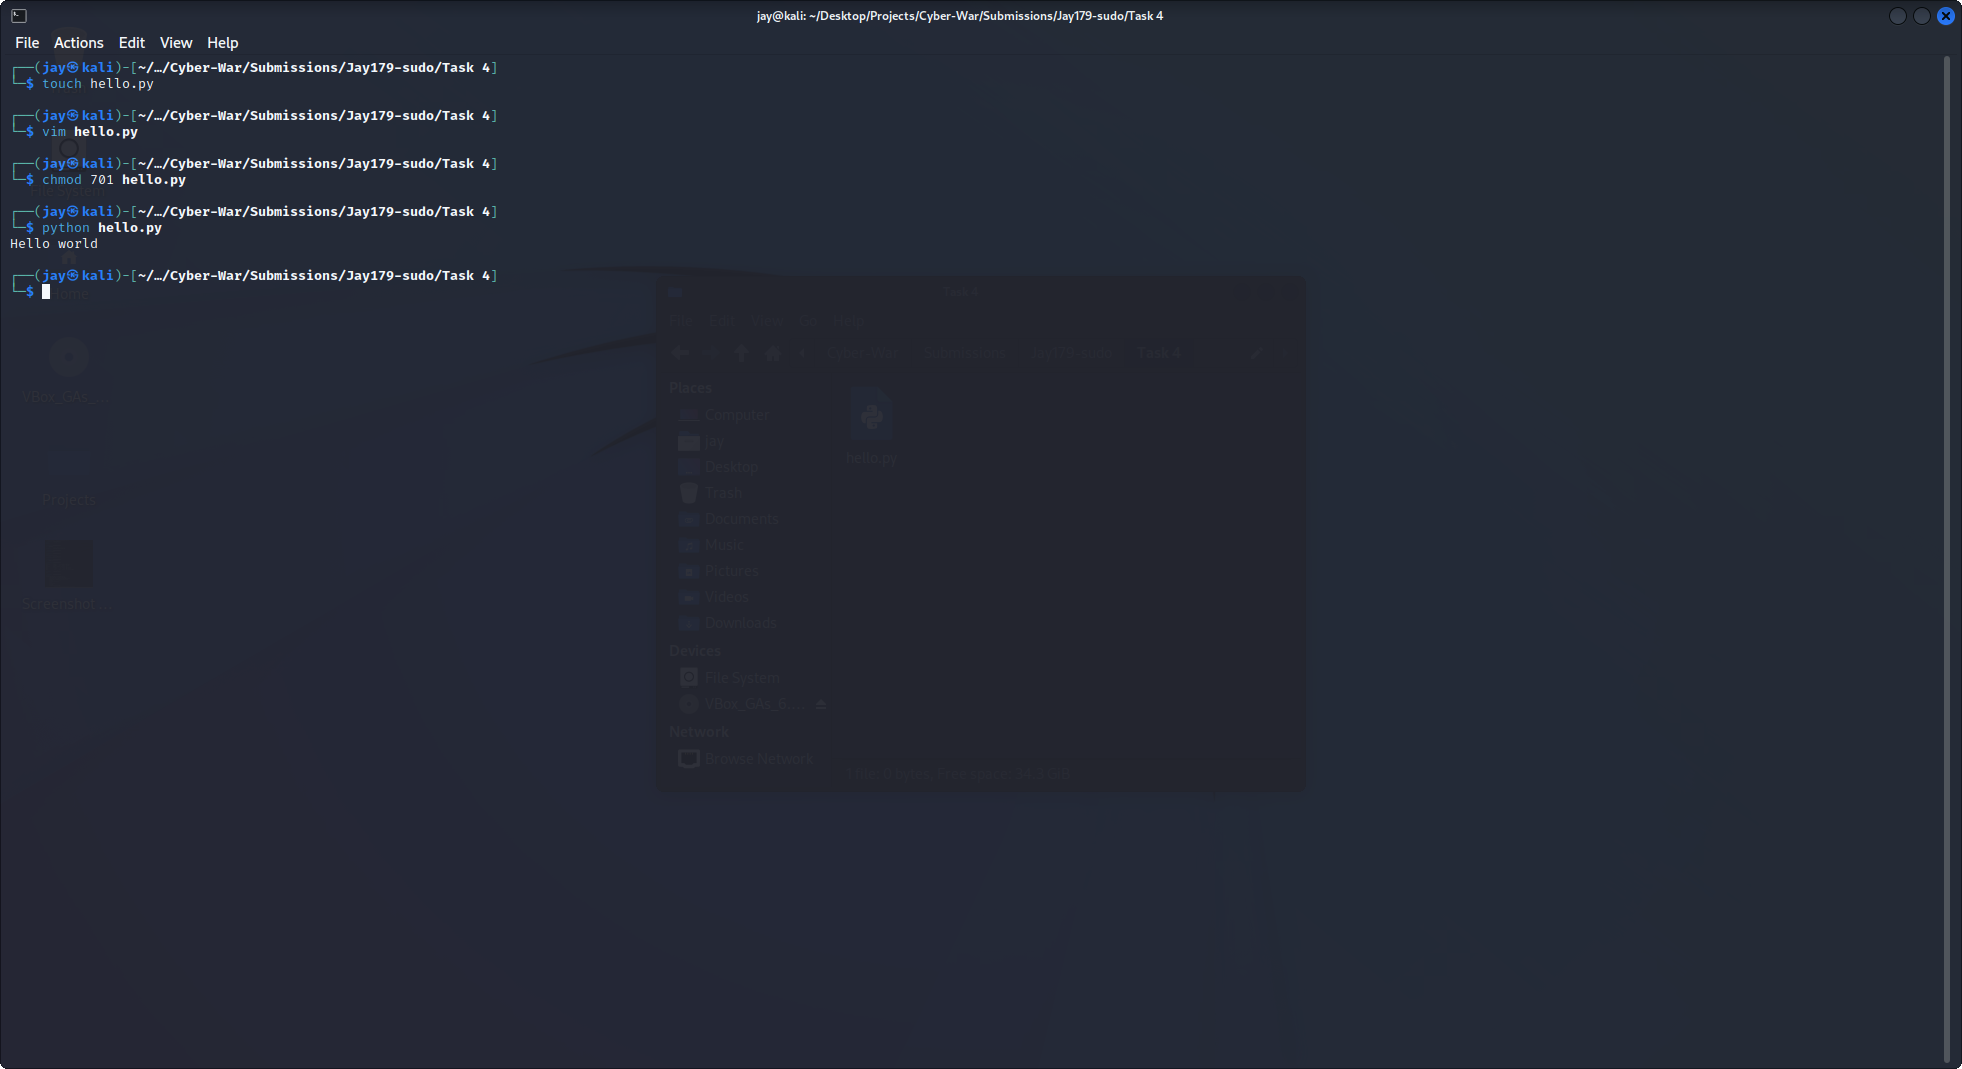 jay@kali: ~/Desktop/Projects/Cyber-War/Submissions/Jay179-sudo/Task 4
File Actions Edit View Help
┌──(jay㉿kali)-[~/…/Cyber-War/Submissions/Jay179-sudo/Task 4]
└─$ touch hello.py
┌──(jay㉿kali)-[~/…/Cyber-War/Submissions/Jay179-sudo/Task 4]
└─$ vim hello.py
┌──(jay㉿kali)-[~/…/Cyber-War/Submissions/Jay179-sudo/Task 4]
└─$ chmod 701 hello.py
┌──(jay㉿kali)-[~/…/Cyber-War/Submissions/Jay179-sudo/Task 4]
└─$ python hello.py
Hello world
┌──(jay㉿kali)-[~/…/Cyber-War/Submissions/Jay179-sudo/Task 4]
└─$
Home
VBox_GAs_...
Projects
Screenshot ...
Task 4
File Edit View Go Help
Cyber-War Submissions Jay179-sudo Task 4
Places
Computer
jay
Desktop
Trash
Documents
Music
Pictures
Videos
Downloads
Devices
File System
VBox_GAs_6....
Network
Browse Network
hello.py
1 file: 0 bytes, Free space: 34.3 GiB